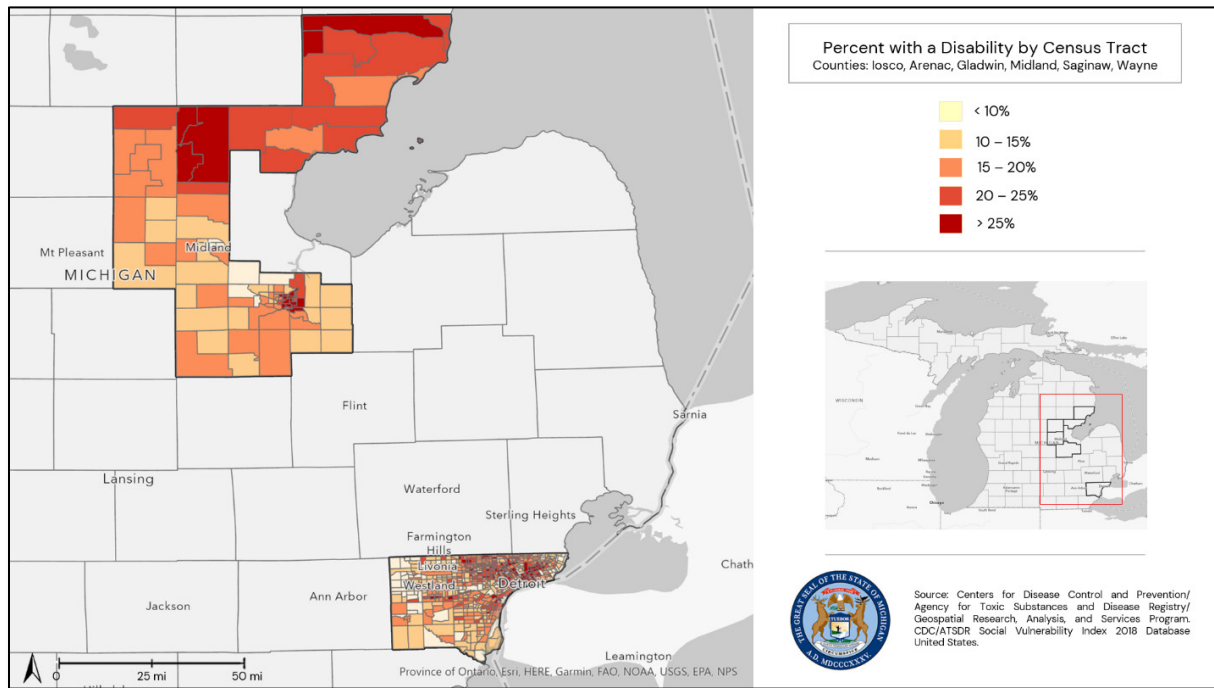 Percent with a Disability by Census Tract
Counties: Iosco, Arenac, Gladwin, Midland, Saginaw, Wayne
< 10%
10 – 15%
15 – 20%
20 – 25%
> 25%
Mt Pleasant
Midland
MICHIGAN
Flint
Sarnia
Lansing
Waterford
Sterling Heights
Farmington
Hills
Livonia
Westland
Detroit
Chath
Ann Arbor
Jackson
Leamington
0 25 mi 50 mi
Province of Ontario, Esri, HERE, Garmin, FAO, NOAA, USGS, EPA, NPS
WISCONSIN
MICHIGAN
THE GREAT SEAL OF THE STATE OF MICHIGAN
TUEBOR
A.D. MDCCCXXXV.
Source: Centers for Disease Control and Prevention/
Agency for Toxic Substances and Disease Registry/
Geospatial Research, Analysis, and Services Program.
CDC/ATSDR Social Vulnerability Index 2018 Database
United States.